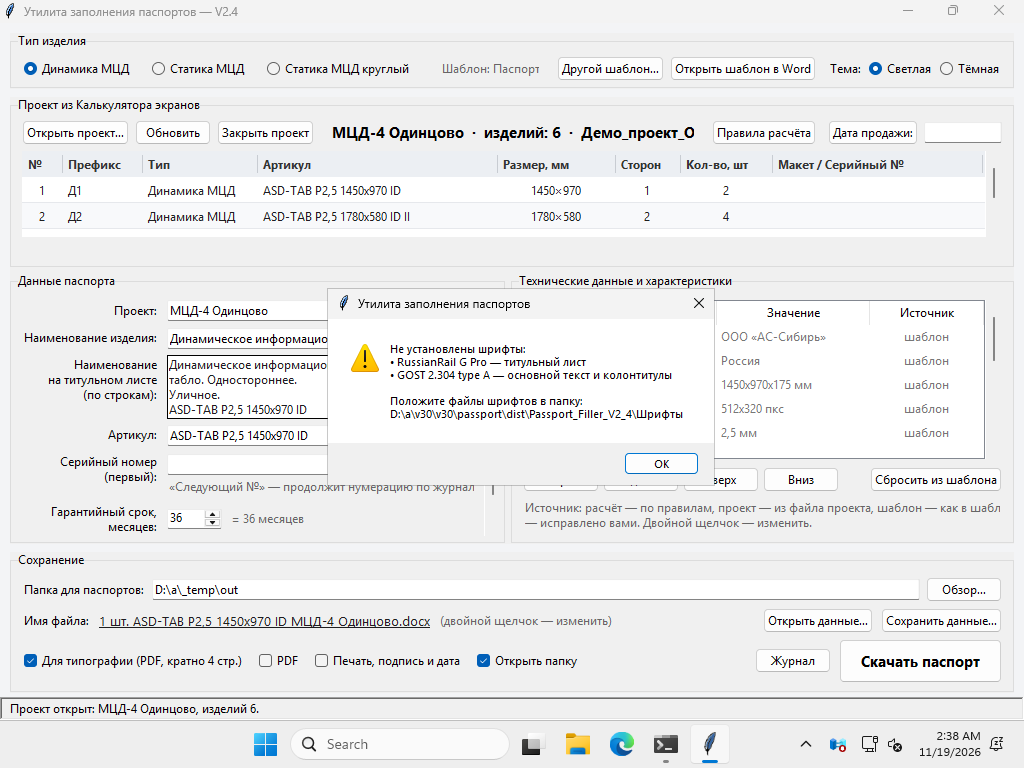 Утилита заполнения паспортов — V2.4
Тип изделия
Динамика МЦД
Статика МЦД
Статика МЦД круглый
Шаблон: Паспорт
Другой шаблон...
Открыть шаблон в Word
Тема:
Светлая
Тёмная
Проект из Калькулятора экранов
Открыть проект...
Обновить
Закрыть проект
МЦД-4 Одинцово · изделий: 6 · Демо_проект_О
Правила расчёта
Дата продажи:
№ Префикс Тип Артикул Размер, мм Сторон Кол-во, шт Макет / Серийный №
1 Д1 Динамика МЦД ASD-TAB P2,5 1450x970 ID 1450×970 1 2
2 Д2 Динамика МЦД ASD-TAB P2,5 1780x580 ID II 1780×580 2 4
Данные паспорта
Проект:
МЦД-4 Одинцово
Наименование изделия:
Динамическое информацио
Наименование
на титульном листе
(по строкам):
Динамическое информацио
табло. Одностороннее.
Уличное.
ASD-TAB P2,5 1450x970 ID
Артикул:
ASD-TAB P2,5 1450x970 ID
Серийный номер
(первый):
«Следующий №» — продолжит нумерацию по журнал
Гарантийный срок,
месяцев:
36
= 36 месяцев
Технические данные и характеристики
Значение Источник
ООО «АС-Сибирь» шаблон
Россия шаблон
1450x970x175 мм шаблон
512x320 пкс шаблон
2,5 мм шаблон
верх
Вниз
Сбросить из шаблона
Источник: расчёт — по правилам, проект — из файла проекта, шаблон — как в шабл
— исправлено вами. Двойной щелчок — изменить.
Утилита заполнения паспортов
Не установлены шрифты:
• RussianRail G Pro — титульный лист
• GOST 2.304 type A — основной текст и колонтитулы
Положите файлы шрифтов в папку:
D:\a\v30\v30\passport\dist\Passport_Filler_V2_4\Шрифты
OK
Сохранение
Папка для паспортов:
D:\a\_temp\out
Обзор...
Имя файла:
1 шт. ASD-TAB P2,5 1450x970 ID МЦД-4 Одинцово.docx
(двойной щелчок — изменить)
Открыть данные...
Сохранить данные...
Для типографии (PDF, кратно 4 стр.)
PDF
Печать, подпись и дата
Открыть папку
Журнал
Скачать паспорт
Проект открыт: МЦД-4 Одинцово, изделий 6.
Search
2:38 AM
11/19/2026